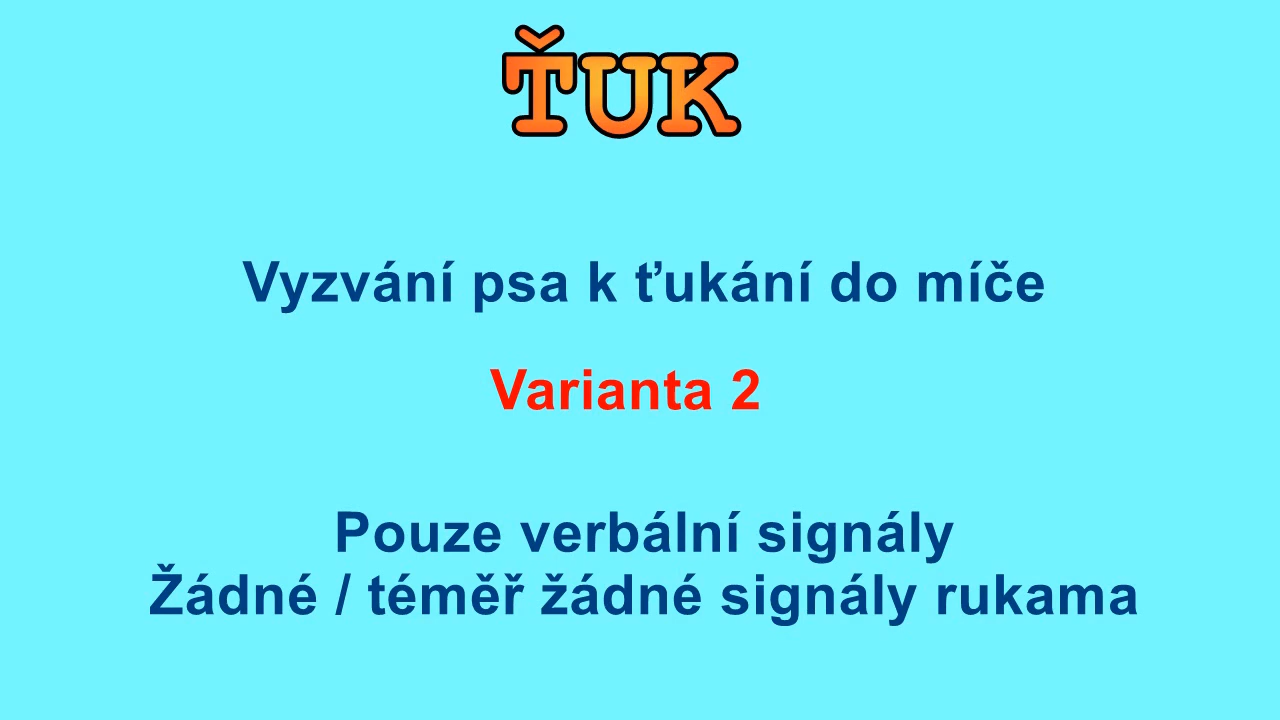 ŤUK
Vyzvání psa k ťukání do míče
Varianta 2
Pouze verbální signály
Žádné / téměř žádné signály rukama